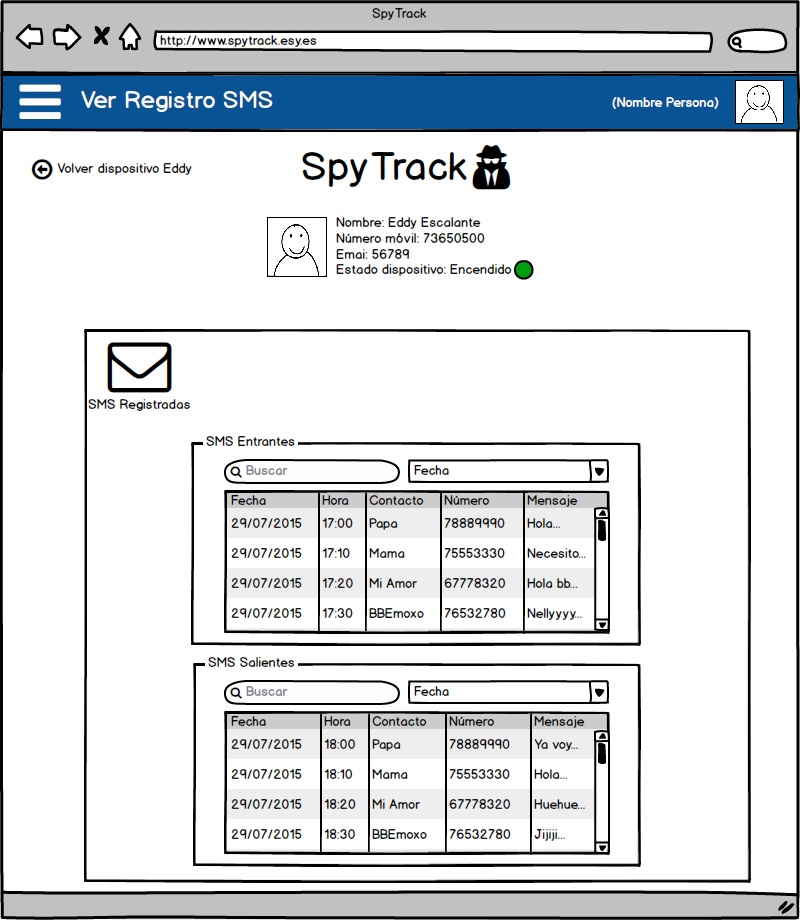 SpyTrack
http://www.spytrack.esy.es
Ver Registro SMS
(Nombre Persona)
Volver dispositivo Eddy
SpyTrack
Nombre: Eddy Escalante
Número móvil: 73650500
Emai: 56789
Estado dispositivo: Encendido
SMS Registradas
SMS Entrantes
Buscar Fecha
Fecha Hora Contacto Número Mensaje
29/07/2015 17:00 Papa 78889990 Hola...
29/07/2015 17:10 Mama 75553330 Necesito...
29/07/2015 17:20 Mi Amor 67778320 Hola bb...
29/07/2015 17:30 BBEmoxo 76532780 Nellyyyy...
SMS Salientes
Buscar Fecha
Fecha Hora Contacto Número Mensaje
29/07/2015 18:00 Papa 78889990 Ya voy...
29/07/2015 18:10 Mama 75553330 Hola...
29/07/2015 18:20 Mi Amor 67778320 Huehue...
29/07/2015 18:30 BBEmoxo 76532780 Jijiji...